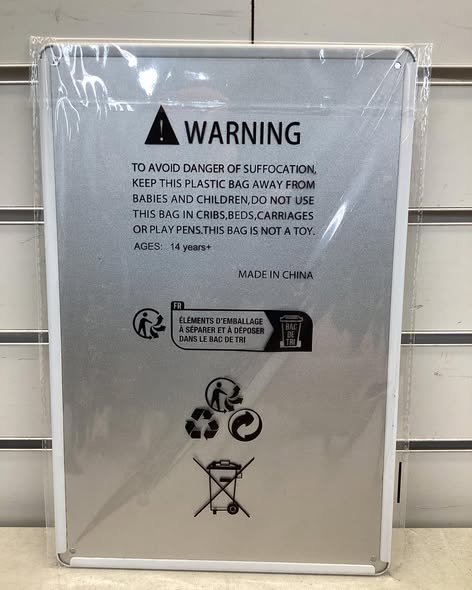 WARNING
TO AVOID DANGER OF SUFFOCATION,
KEEP THIS PLASTIC BAG AWAY FROM
BABIES AND CHILDREN,DO NOT USE
THIS BAG IN CRIBS,BEDS,CARRIAGES
OR PLAY PENS.THIS BAG IS NOT A TOY.
AGES: 14 years+
MADE IN CHINA
FR
ÉLÉMENTS D'EMBALLAGE
À SÉPARER ET À DÉPOSER
DANS LE BAC DE TRI
BAC
DE
TRI